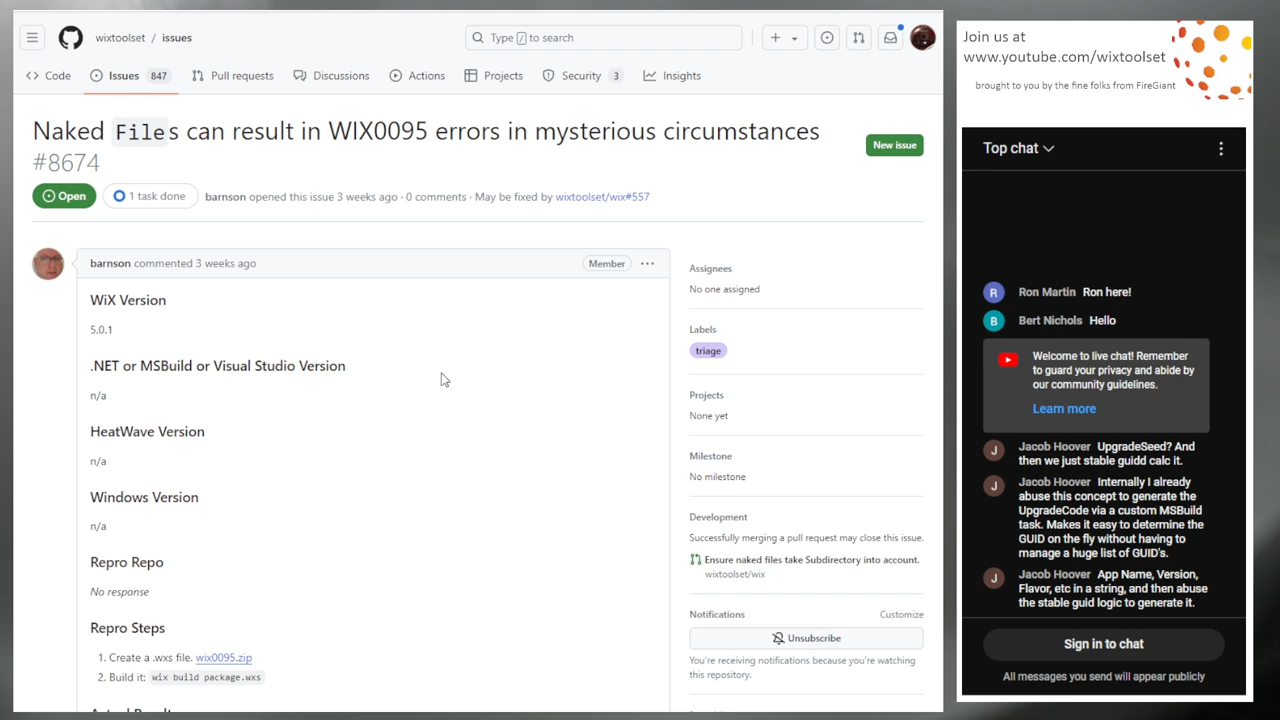 wixtoolset / issues
Type / to search
Code
Issues 847
Pull requests
Discussions
Actions
Projects
Security 3
Insights
Naked Files can result in WIX0095 errors in mysterious circumstances
#8674
New issue
Open
1 task done
barnson opened this issue 3 weeks ago · 0 comments · May be fixed by wixtoolset/wix#557
barnson commented 3 weeks ago
Member
WiX Version
5.0.1
.NET or MSBuild or Visual Studio Version
n/a
HeatWave Version
n/a
Windows Version
n/a
Repro Repo
No response
Repro Steps
1. Create a .wxs file. wix0095.zip
2. Build it: wix build package.wxs
Actual Results
Assignees
No one assigned
Labels
triage
Projects
None yet
Milestone
No milestone
Development
Successfully merging a pull request may close this issue.
Ensure naked files take Subdirectory into account.
wixtoolset/wix
Notifications
Customize
Unsubscribe
You're receiving notifications because you're watching
this repository.
Join us at
www.youtube.com/wixtoolset
brought to you by the fine folks from FireGiant
Top chat
R
Ron Martin Ron here!
B
Bert Nichols Hello
Welcome to live chat! Remember
to guard your privacy and abide by
our community guidelines.
Learn more
J
Jacob Hoover UpgradeSeed? And
then we just stable guidd calc it.
J
Jacob Hoover Internally I already
abuse this concept to generate the
UpgradeCode via a custom MSBuild
task. Makes it easy to determine the
GUID on the fly without having to
manage a huge list of GUID's.
J
Jacob Hoover App Name, Version,
Flavor, etc in a string, and then abuse
the stable guid logic to generate it.
Sign in to chat
All messages you send will appear publicly